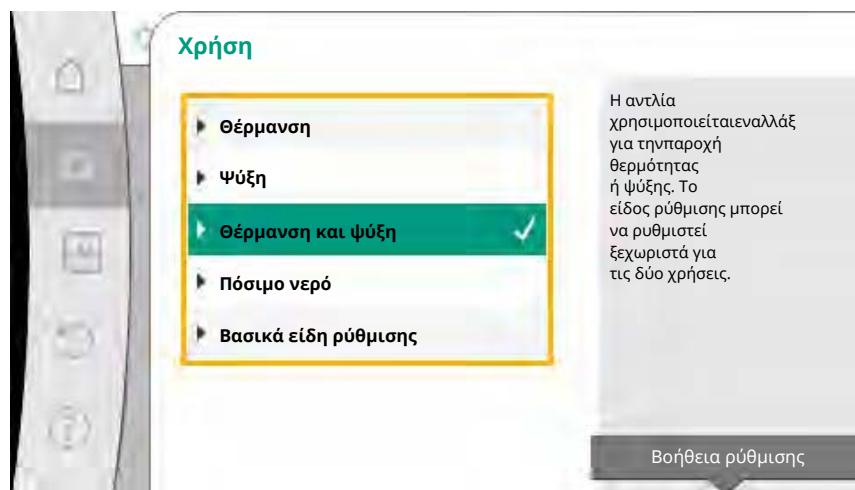 Χρήση
Θέρμανση
Ψύξη
Θέρμανση και ψύξη
Πόσιμο νερό
Βασικά είδη ρύθμισης
Η αντλία
χρησιμοποιείταιεναλλάξ
για τηνπαροχή
θερμότητας
ή ψύξης. Το
είδος ρύθμισης μπορεί
να ρυθμιστεί
ξεχωριστά για
τις δύο χρήσεις.
Βοήθεια ρύθμισης